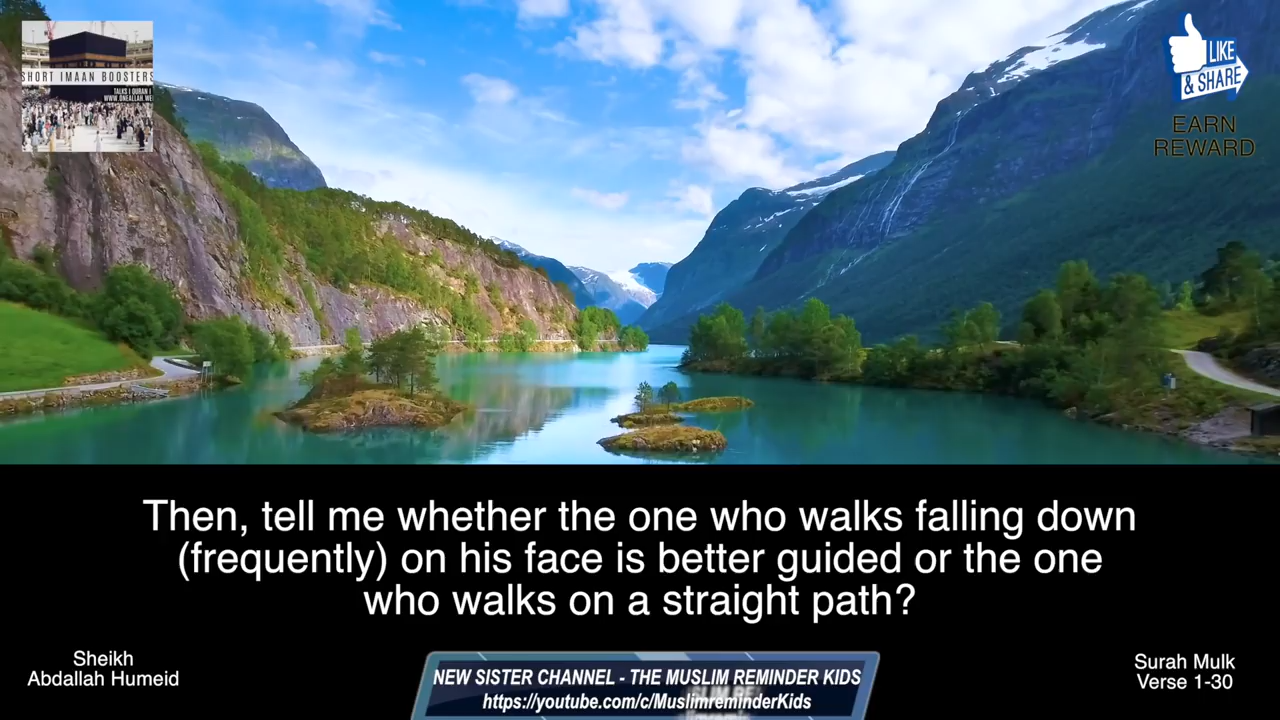 SHORT IMAAN BOOSTERS
LIKE
& SHARE
EARN
REWARD
Then, tell me whether the one who walks falling down
(frequently) on his face is better guided or the one
who walks on a straight path?
Sheikh
Abdallah Humeid
NEW SISTER CHANNEL - THE MUSLIM REMINDER KIDS
https://youtube.com/c/MuslimreminderKids
Surah Mulk
Verse 1-30